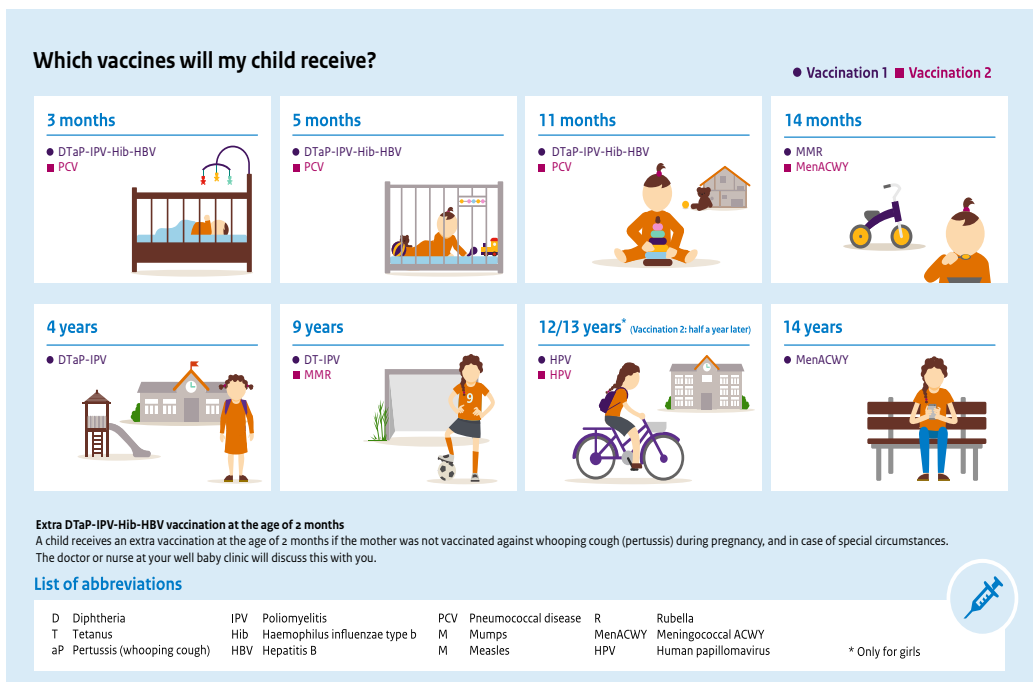 Which vaccines will my child receive?
● Vaccination 1 ■ Vaccination 2
3 months
● DTaP-IPV-Hib-HBV
■ PCV
5 months
● DTaP-IPV-Hib-HBV
■ PCV
11 months
● DTaP-IPV-Hib-HBV
■ PCV
14 months
● MMR
■ MenACWY
4 years
● DTaP-IPV
9 years
● DT-IPV
■ MMR
9
12/13 years* (Vaccination 2: half a year later)
● HPV
■ HPV
14 years
● MenACWY
Extra DTaP-IPV-Hib-HBV vaccination at the age of 2 months
A child receives an extra vaccination at the age of 2 months if the mother was not vaccinated against whooping cough (pertussis) during pregnancy, and in case of special circumstances.
The doctor or nurse at your well baby clinic will discuss this with you.
List of abbreviations
D Diphtheria
T Tetanus
aP Pertussis (whooping cough)
IPV Poliomyelitis
Hib Haemophilus influenzae type b
HBV Hepatitis B
PCV Pneumococcal disease
M Mumps
M Measles
R Rubella
MenACWY Meningococcal ACWY
HPV Human papillomavirus
* Only for girls